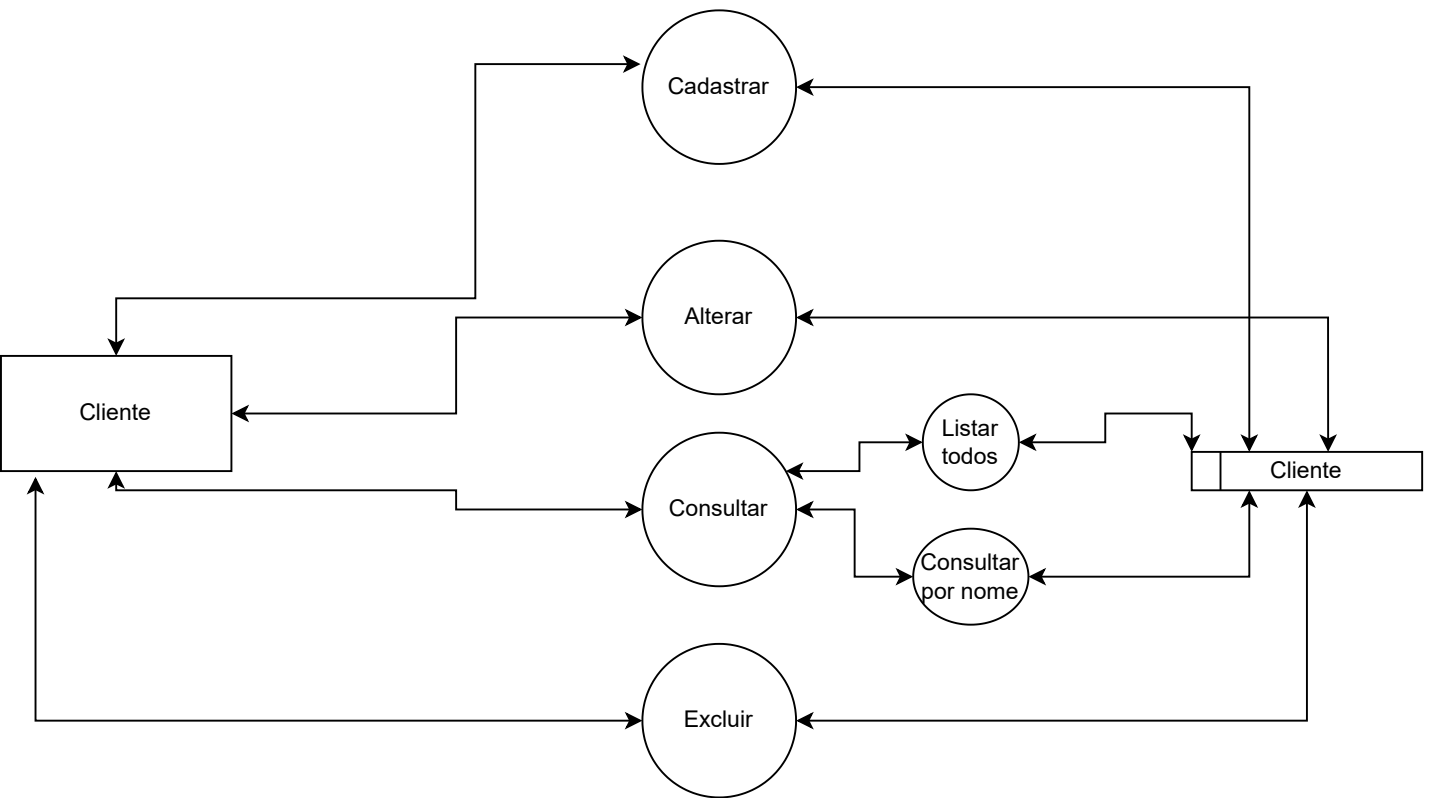 Cadastrar
Alterar
Cliente
Listar
todos
Cliente
Consultar
Consultar
por nome
Excluir